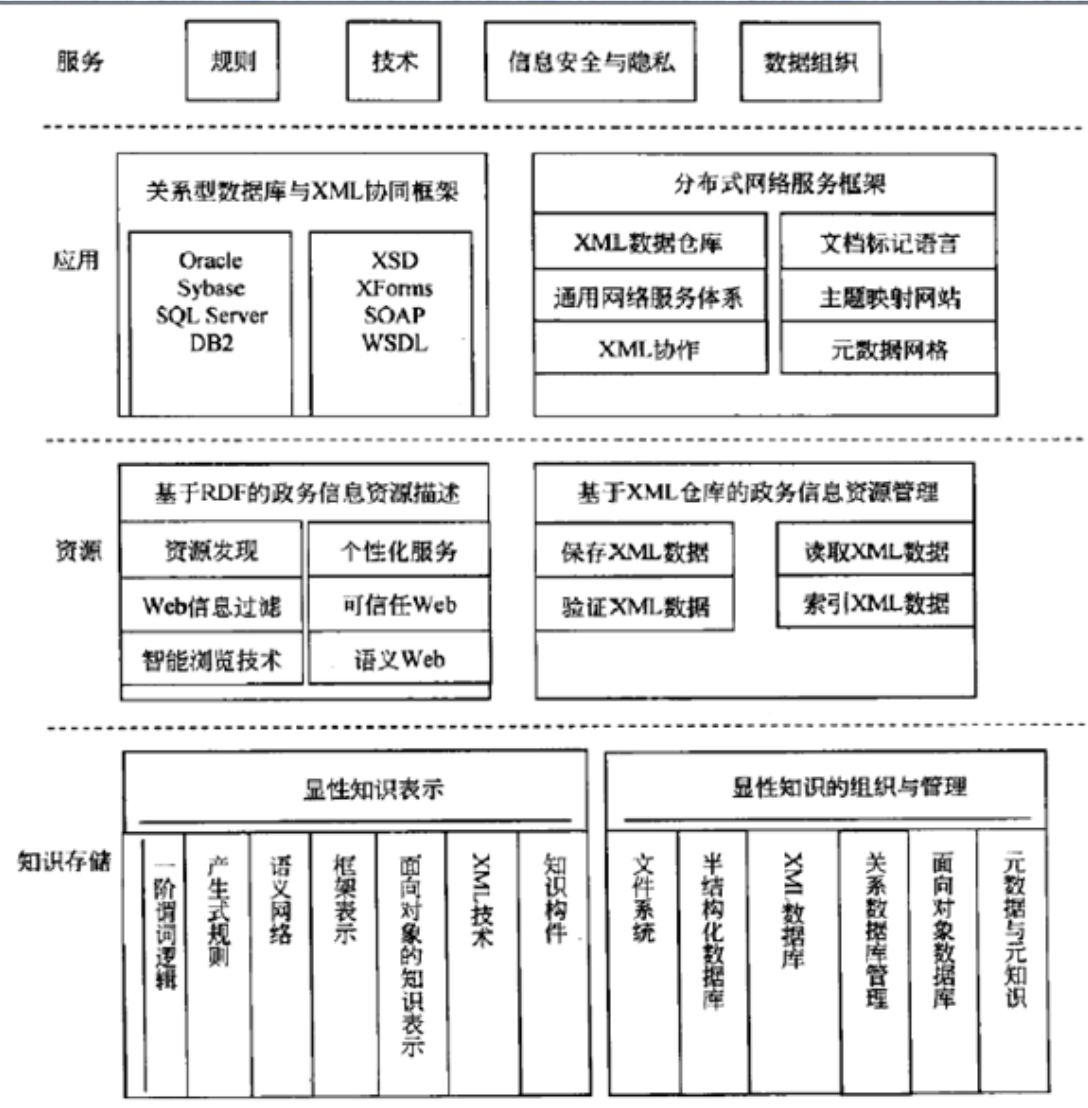 服务
规则
技术
信息安全与隐私
数据组织
应用
关系型数据库与XML协同框架
Oracle
Sybase
SQL Server
DB2
XSD
XForms
SOAP
WSDL
分布式网络服务框架
XML数据仓库
文档标记语言
通用网络服务体系
主题映射网站
XML协作
元数据网格
资源
基于RDF的政务信息资源描述
资源发现
个性化服务
Web信息过滤
可信任Web
智能浏览技术
语义Web
基于XML仓库的政务信息资源管理
保存XML数据
读取XML数据
验证XML数据
索引XML数据
知识存储
显性知识表示
一阶谓词逻辑
产生式规则
语义网络
框架表示
面向对象的知识表示
XML技术
知识构件
显性知识的组织与管理
文件系统
半结构化数据库
XML数据库
关系数据库管理
面向对象数据库
元数据与元知识